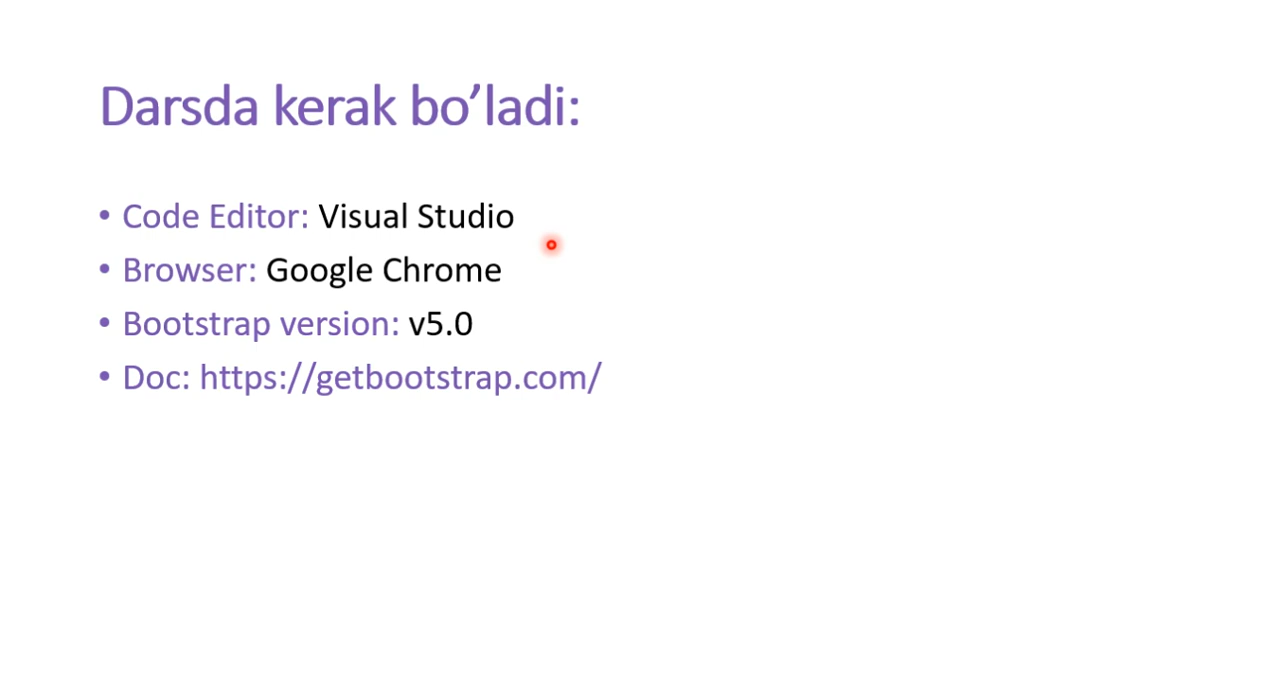 Darsda kerak bo’ladi:
• Code Editor: Visual Studio
• Browser: Google Chrome
• Bootstrap version: v5.0
• Doc: https://getbootstrap.com/